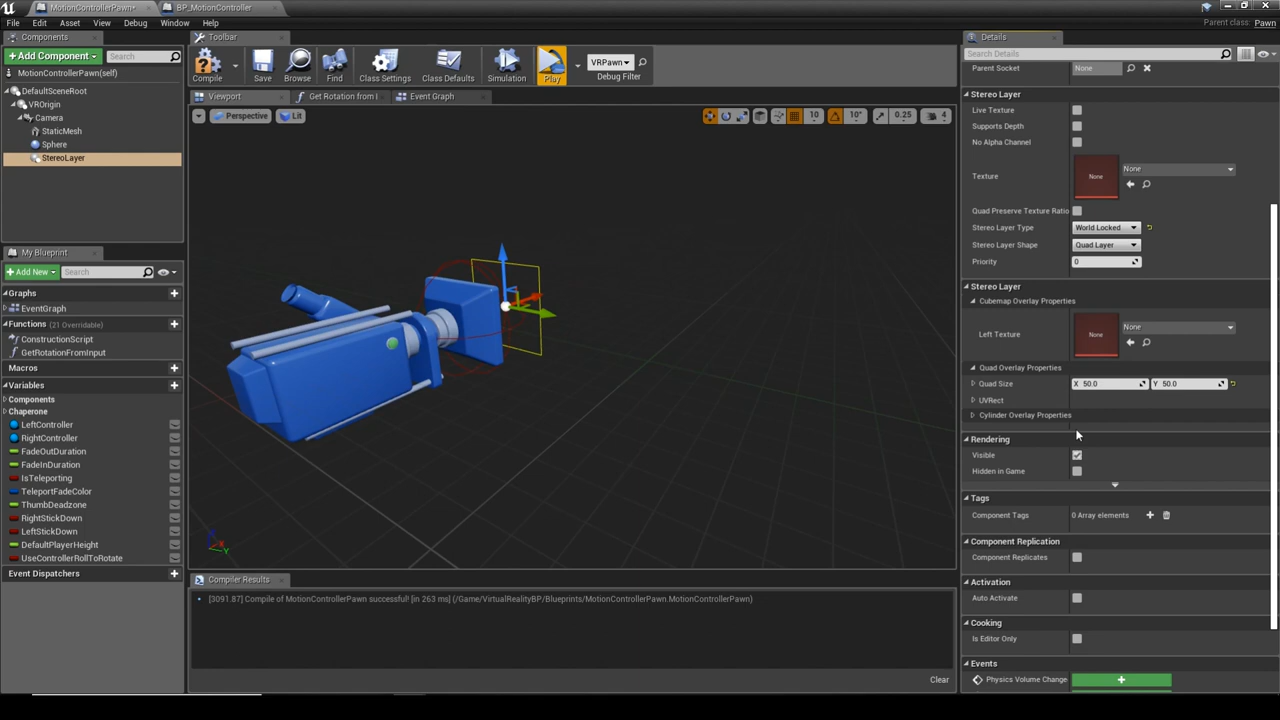 MotionControllerPawn*
BP_MotionController
File Edit Asset View Debug Window Help
Parent class: Pawn
Components
+Add Component
Search
MotionControllerPawn(self)
DefaultSceneRoot
VROrigin
Camera
StaticMesh
Sphere
StereoLayer
My Blueprint
+Add New
Search
Graphs
EventGraph
Functions (21 Overridable)
ConstructionScript
GetRotationFromInput
Macros
Variables
Components
Chaperone
LeftController
RightController
FadeOutDuration
FadeInDuration
IsTeleporting
TeleportFadeColor
ThumbDeadzone
RightStickDown
LeftStickDown
DefaultPlayerHeight
UseControllerRollToRotate
Event Dispatchers
Toolbar
Compile
Save
Browse
Find
Class Settings
Class Defaults
Simulation
Play
VRPawn
Debug Filter
Viewport
Get Rotation from I
Event Graph
Perspective
Lit
10
10°
0.25
4
Compiler Results
[3091.87] Compile of MotionControllerPawn successful! [in 263 ms] (/Game/VirtualRealityBP/Blueprints/MotionControllerPawn.MotionControllerPawn)
Clear
Details
Search Details
Parent Socket None
Stereo Layer
Live Texture
Supports Depth
No Alpha Channel
Texture None None
Quad Preserve Texture Ratio
Stereo Layer Type World Locked
Stereo Layer Shape Quad Layer
Priority 0
Stereo Layer
Cubemap Overlay Properties
Left Texture None None
Quad Overlay Properties
Quad Size X 50.0 Y 50.0
UVRect
Cylinder Overlay Properties
Rendering
Visible
Hidden in Game
Tags
Component Tags 0 Array elements
Component Replication
Component Replicates
Activation
Auto Activate
Cooking
Is Editor Only
Events
Physics Volume Change